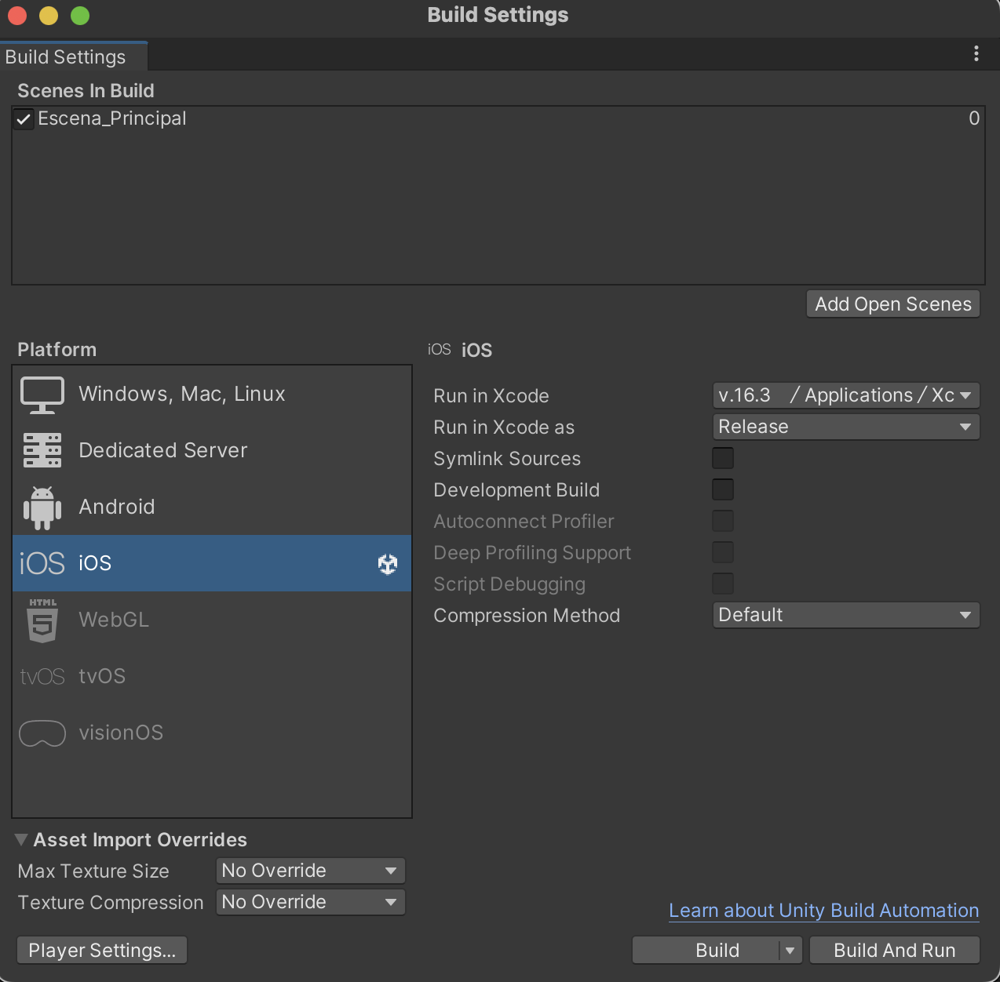 Build Settings
Build Settings
Scenes In Build
Escena_Principal 0
Add Open Scenes
Platform
Windows, Mac, Linux
Dedicated Server
Android
iOS iOS
HTML 5 WebGL
tvOS tvOS
visionOS
iOS iOS
Run in Xcode v.16.3 / Applications / Xc
Run in Xcode as Release
Symlink Sources
Development Build
Autoconnect Profiler
Deep Profiling Support
Script Debugging
Compression Method Default
Asset Import Overrides
Max Texture Size No Override
Texture Compression No Override
Learn about Unity Build Automation
Player Settings... Build Build And Run